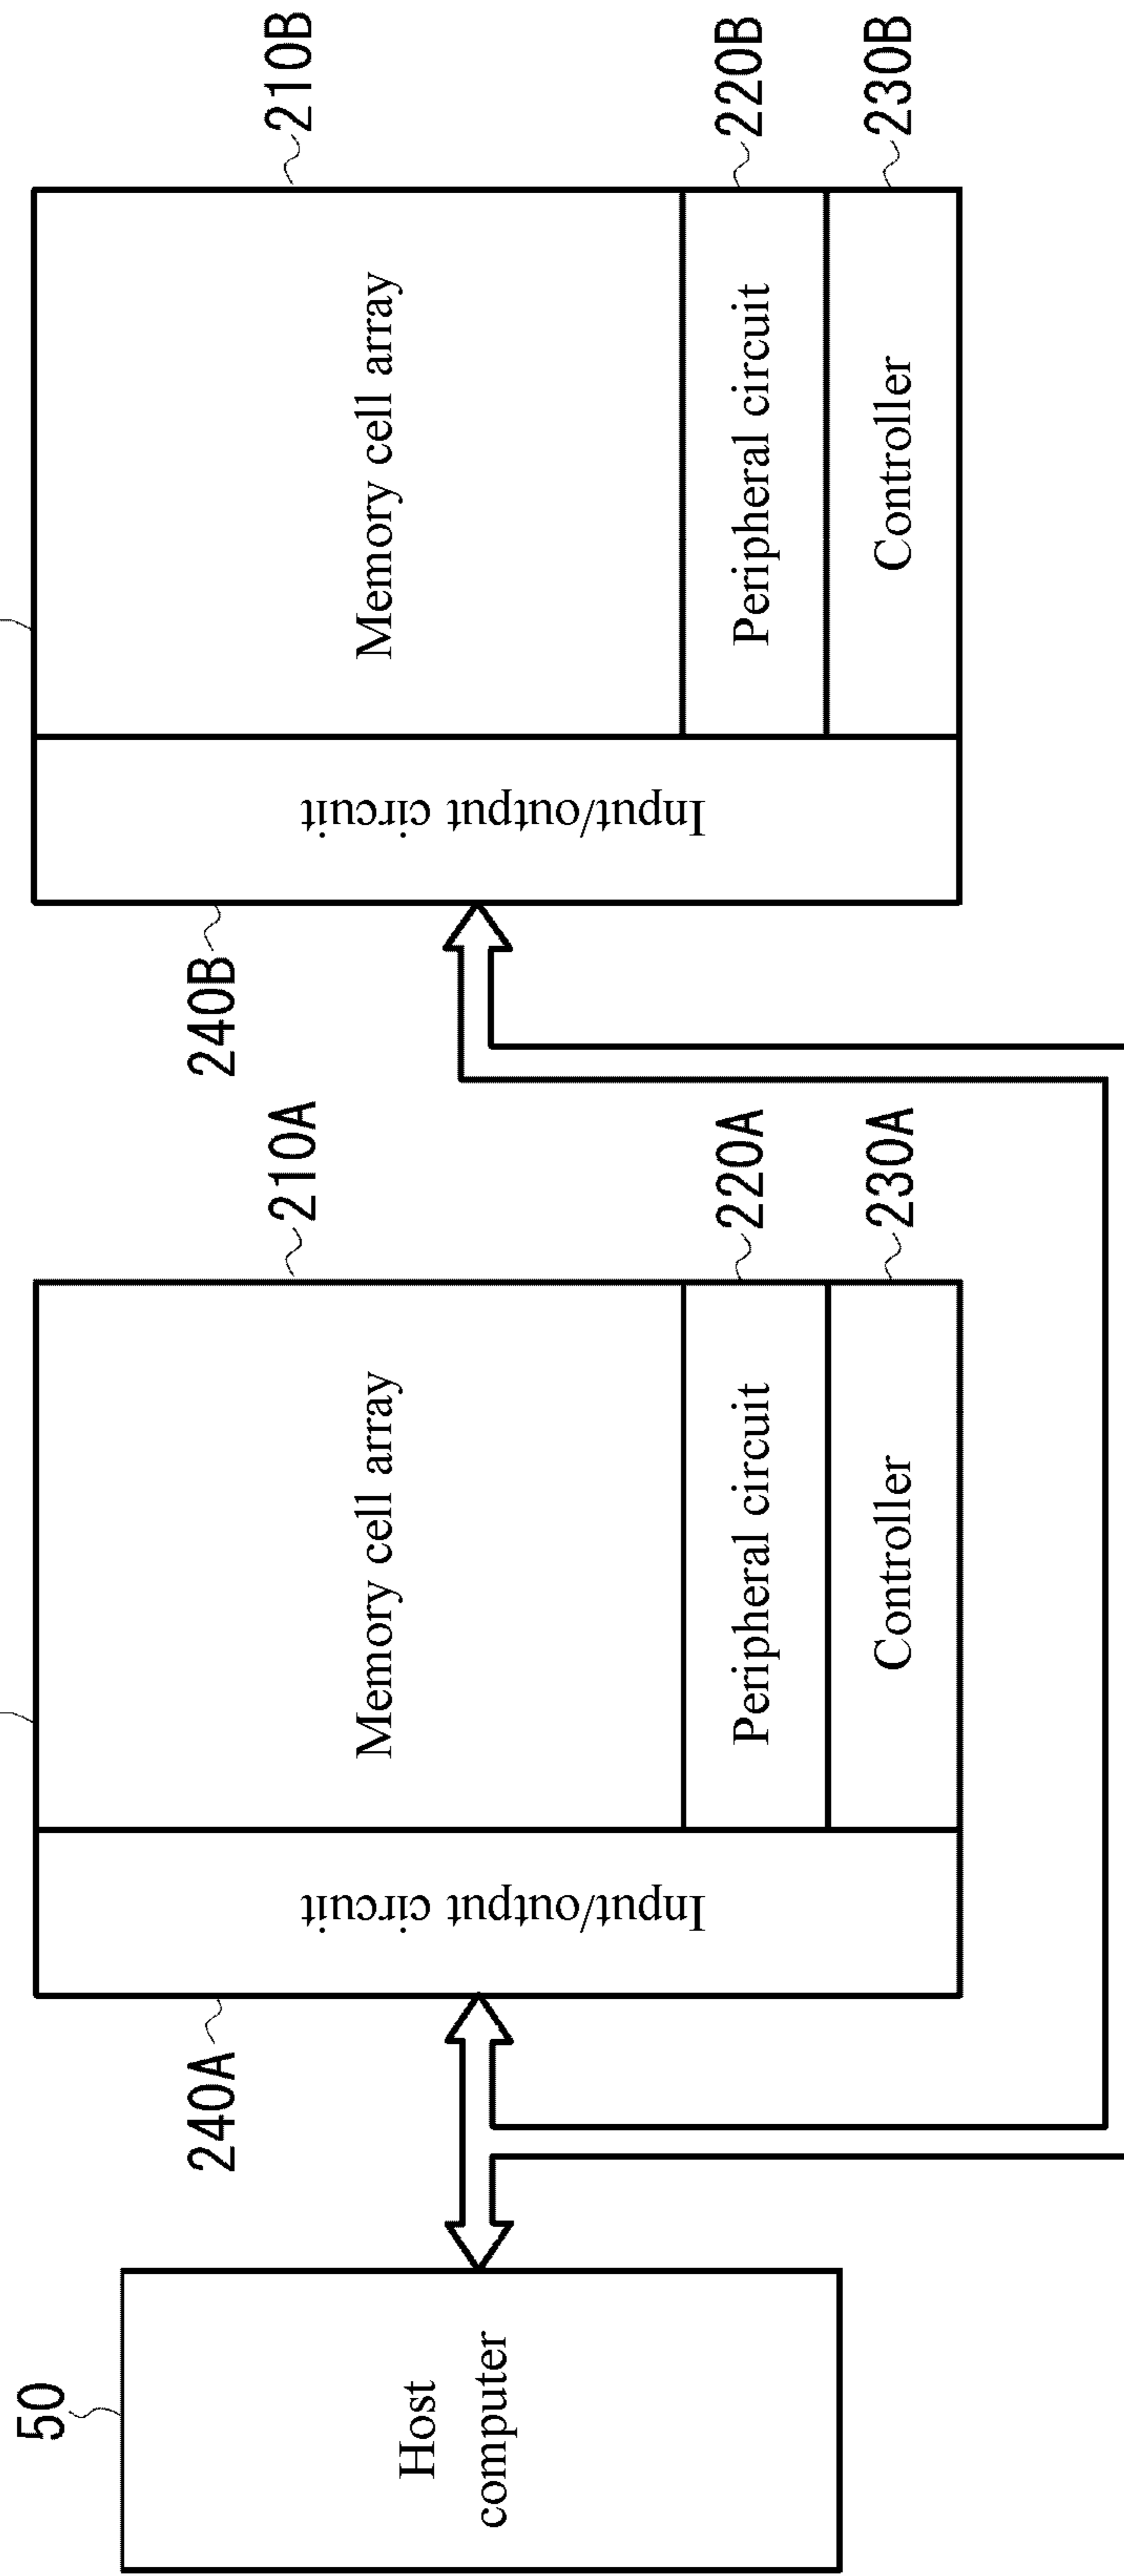 50
Host
computer
240A
Input/output circuit
Memory cell array
210A
Peripheral circuit
220A
Controller
230A
240B
Input/output circuit
Memory cell array
210B
Peripheral circuit
220B
Controller
230B